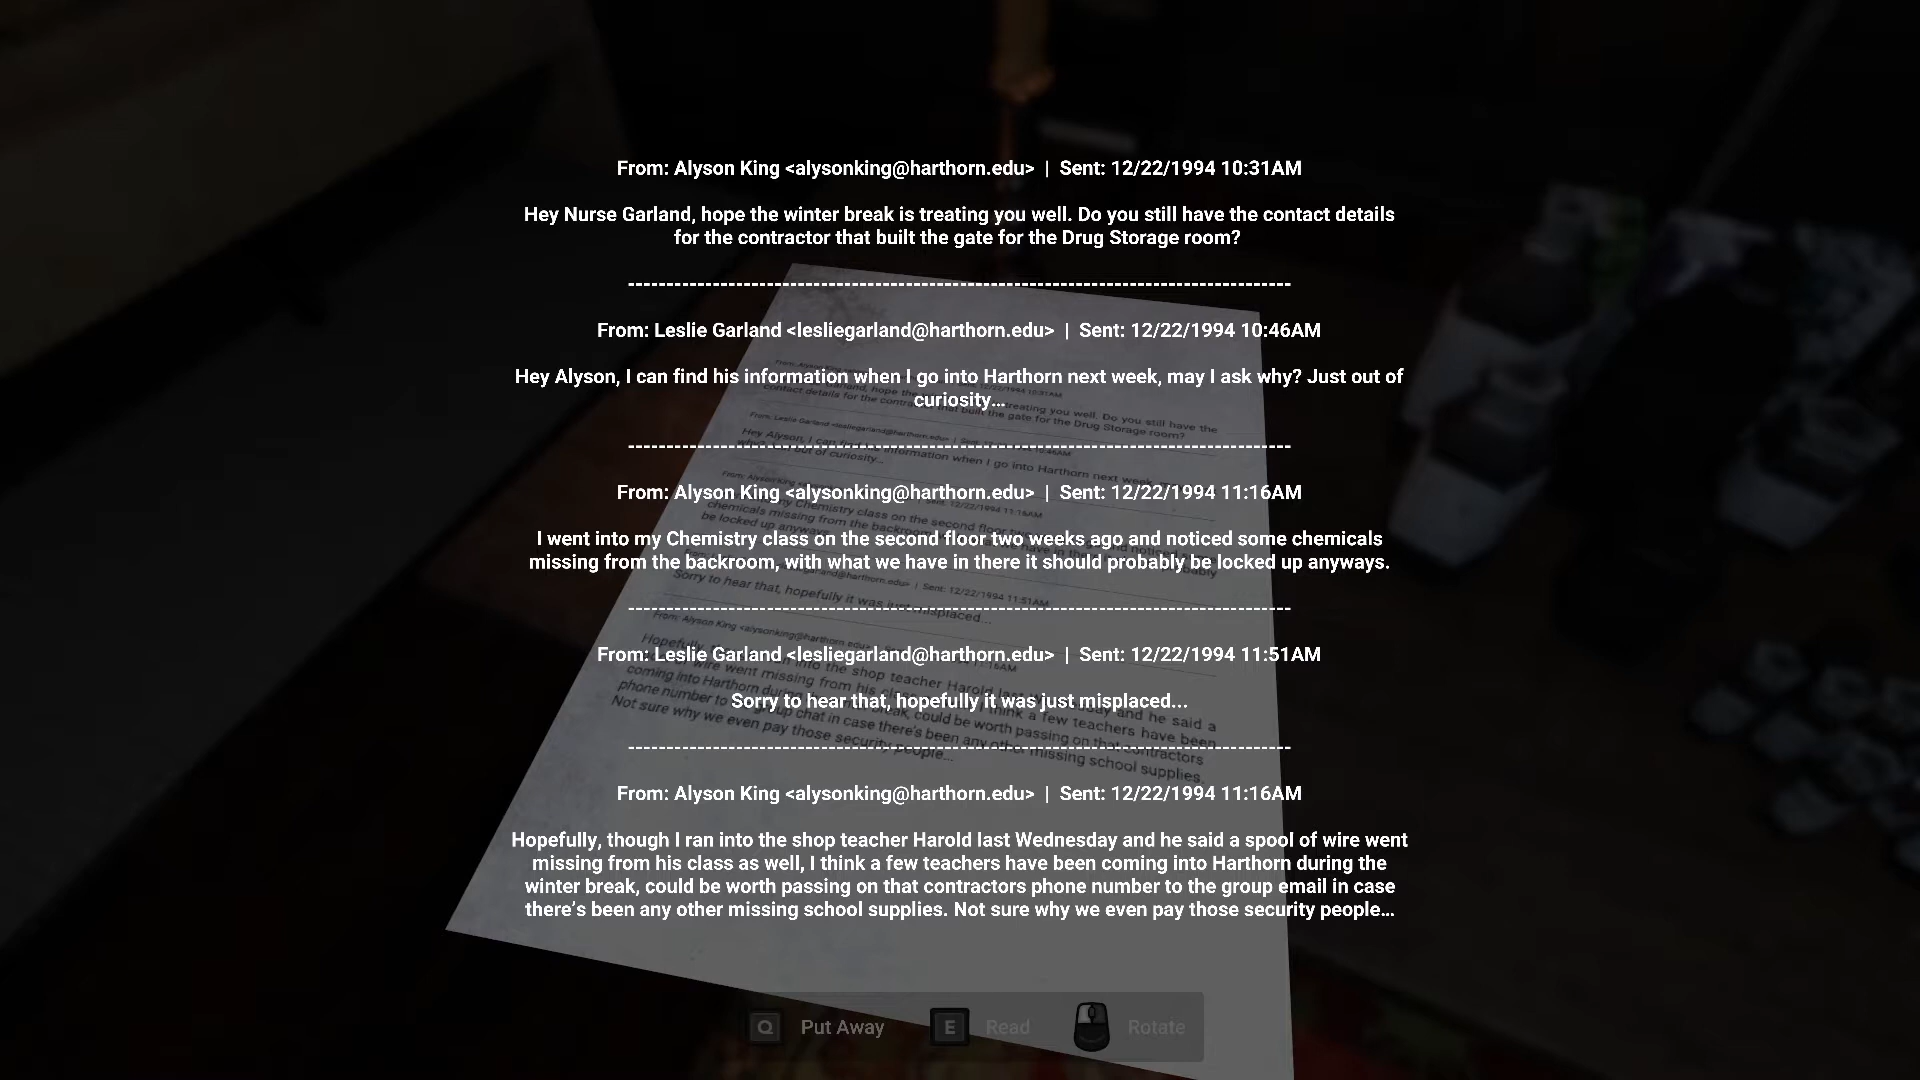 From: Alyson King <alysonking@harthorn.edu> | Sent: 12/22/1994 10:31AM
Hey Nurse Garland, hope the winter break is treating you well. Do you still have the contact details
for the contractor that built the gate for the Drug Storage room?
--------------------------------------------------------------------------------------
From: Leslie Garland <lesliegarland@harthorn.edu> | Sent: 12/22/1994 10:46AM
Hey Alyson, I can find his information when I go into Harthorn next week, may I ask why? Just out of
curiosity...
--------------------------------------------------------------------------------------
From: Alyson King <alysonking@harthorn.edu> | Sent: 12/22/1994 11:16AM
I went into my Chemistry class on the second floor two weeks ago and noticed some chemicals
missing from the backroom, with what we have in there it should probably be locked up anyways.
--------------------------------------------------------------------------------------
From: Leslie Garland <lesliegarland@harthorn.edu> | Sent: 12/22/1994 11:51AM
Sorry to hear that, hopefully it was just misplaced...
--------------------------------------------------------------------------------------
From: Alyson King <alysonking@harthorn.edu> | Sent: 12/22/1994 11:16AM
Hopefully, though I ran into the shop teacher Harold last Wednesday and he said a spool of wire went
missing from his class as well, I think a few teachers have been coming into Harthorn during the
winter break, could be worth passing on that contractors phone number to the group email in case
there's been any other missing school supplies. Not sure why we even pay those security people...
Q Put Away E Read Rotate